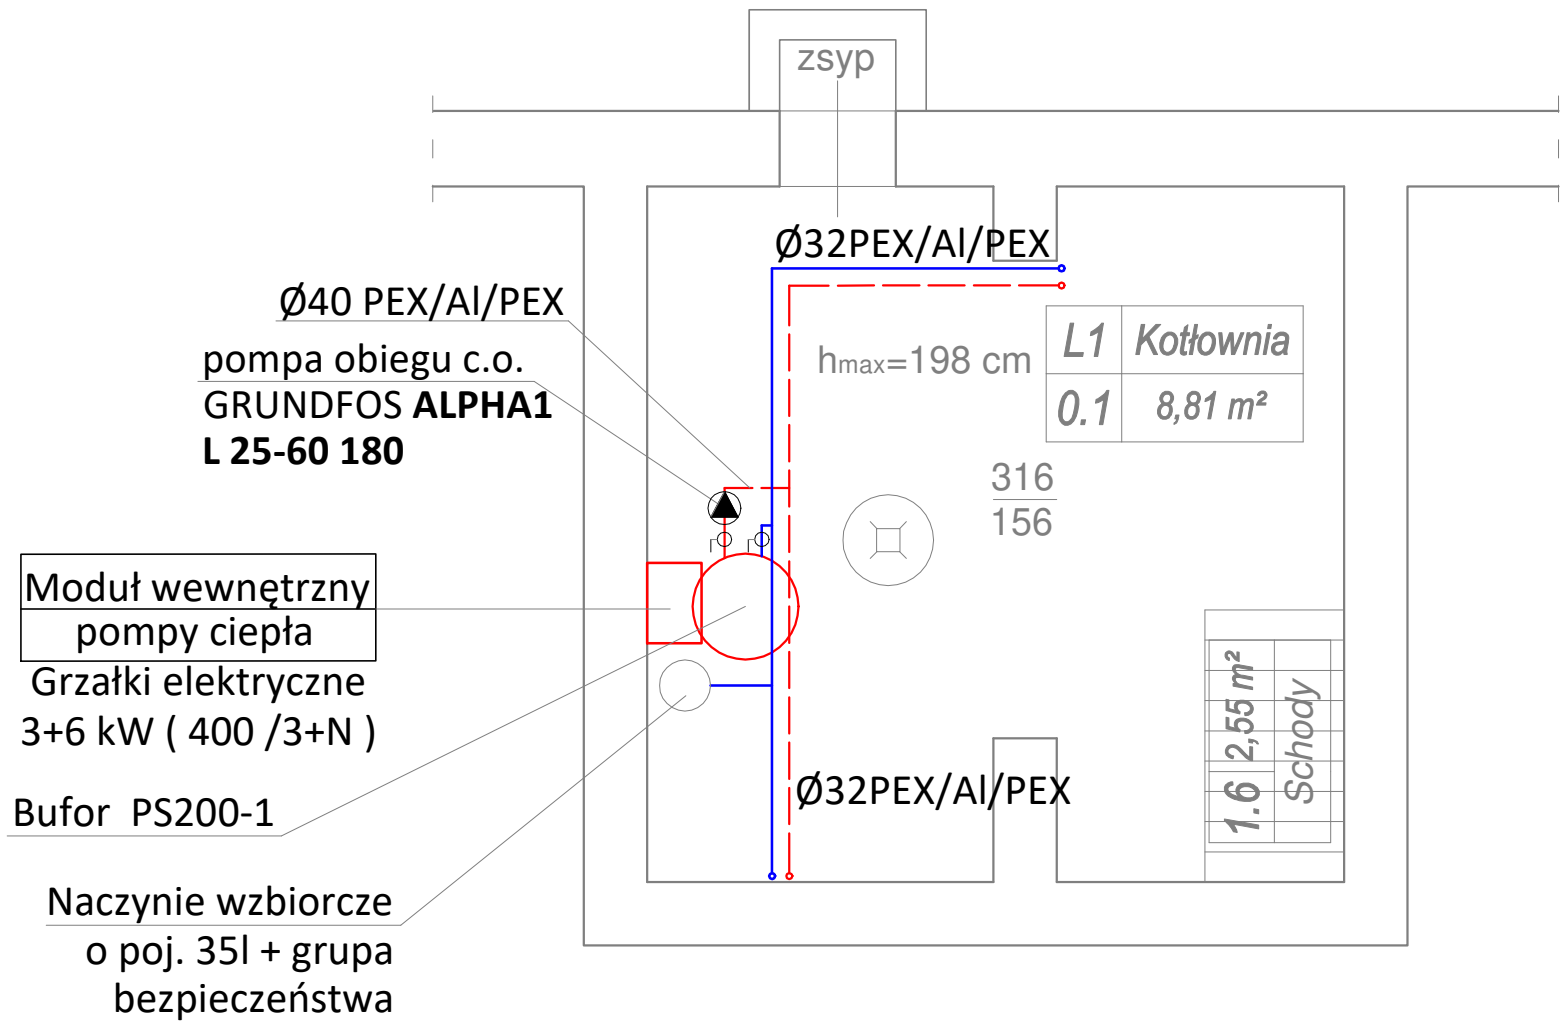 zsyp
Ø32PEX/Al/PEX
Ø40 PEX/Al/PEX
pompa obiegu c.o.
GRUNDFOS ALPHA1
L 25-60 180
hmax=198 cm
L1 Kotłownia
0.1 8,81 m²
316
156
Moduł wewnętrzny
pompy ciepła
Grzałki elektryczne
3+6 kW ( 400 /3+N )
Bufor PS200-1
Ø32PEX/Al/PEX
1.6 2,55 m²
Schody
Naczynie wzbiorcze
o poj. 35l + grupa
bezpieczeństwa